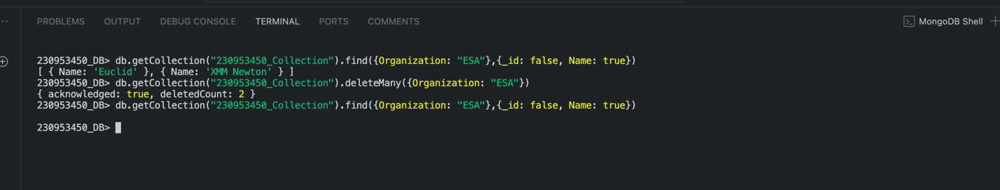 PROBLEMS OUTPUT DEBUG CONSOLE TERMINAL PORTS COMMENTS MongoDB Shell
230953450_DB> db.getCollection("230953450_Collection").find({Organization: "ESA"},{_id: false, Name: true})
[ { Name: 'Euclid' }, { Name: 'XMM Newton' } ]
230953450_DB> db.getCollection("230953450_Collection").deleteMany({Organization: "ESA"})
{ acknowledged: true, deletedCount: 2 }
230953450_DB> db.getCollection("230953450_Collection").find({Organization: "ESA"},{_id: false, Name: true})
230953450_DB>